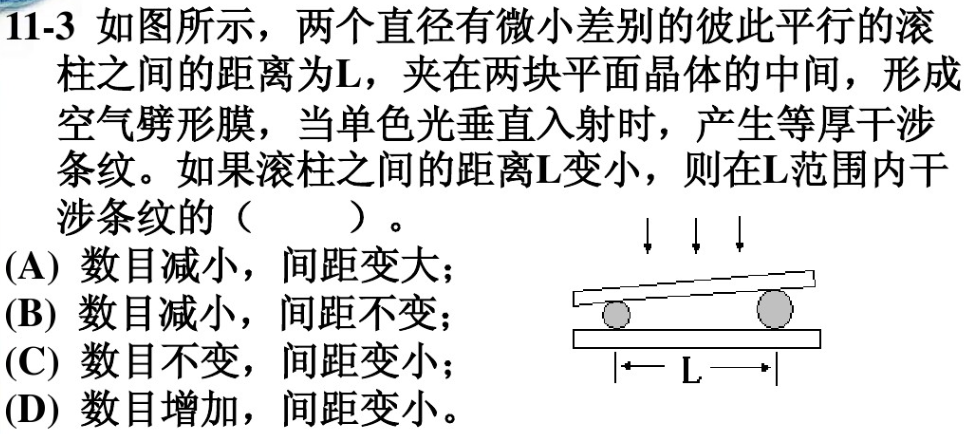 11-3 如图所示，两个直径有微小差别的彼此平行的滚
柱之间的距离为L，夹在两块平面晶体的中间，形成
空气劈形膜，当单色光垂直入射时，产生等厚干涉
条纹。如果滚柱之间的距离L变小，则在L范围内干
涉条纹的（　　）。
(A) 数目减小，间距变大；
(B) 数目减小，间距不变；
(C) 数目不变，间距变小；
(D) 数目增加，间距变小。
L